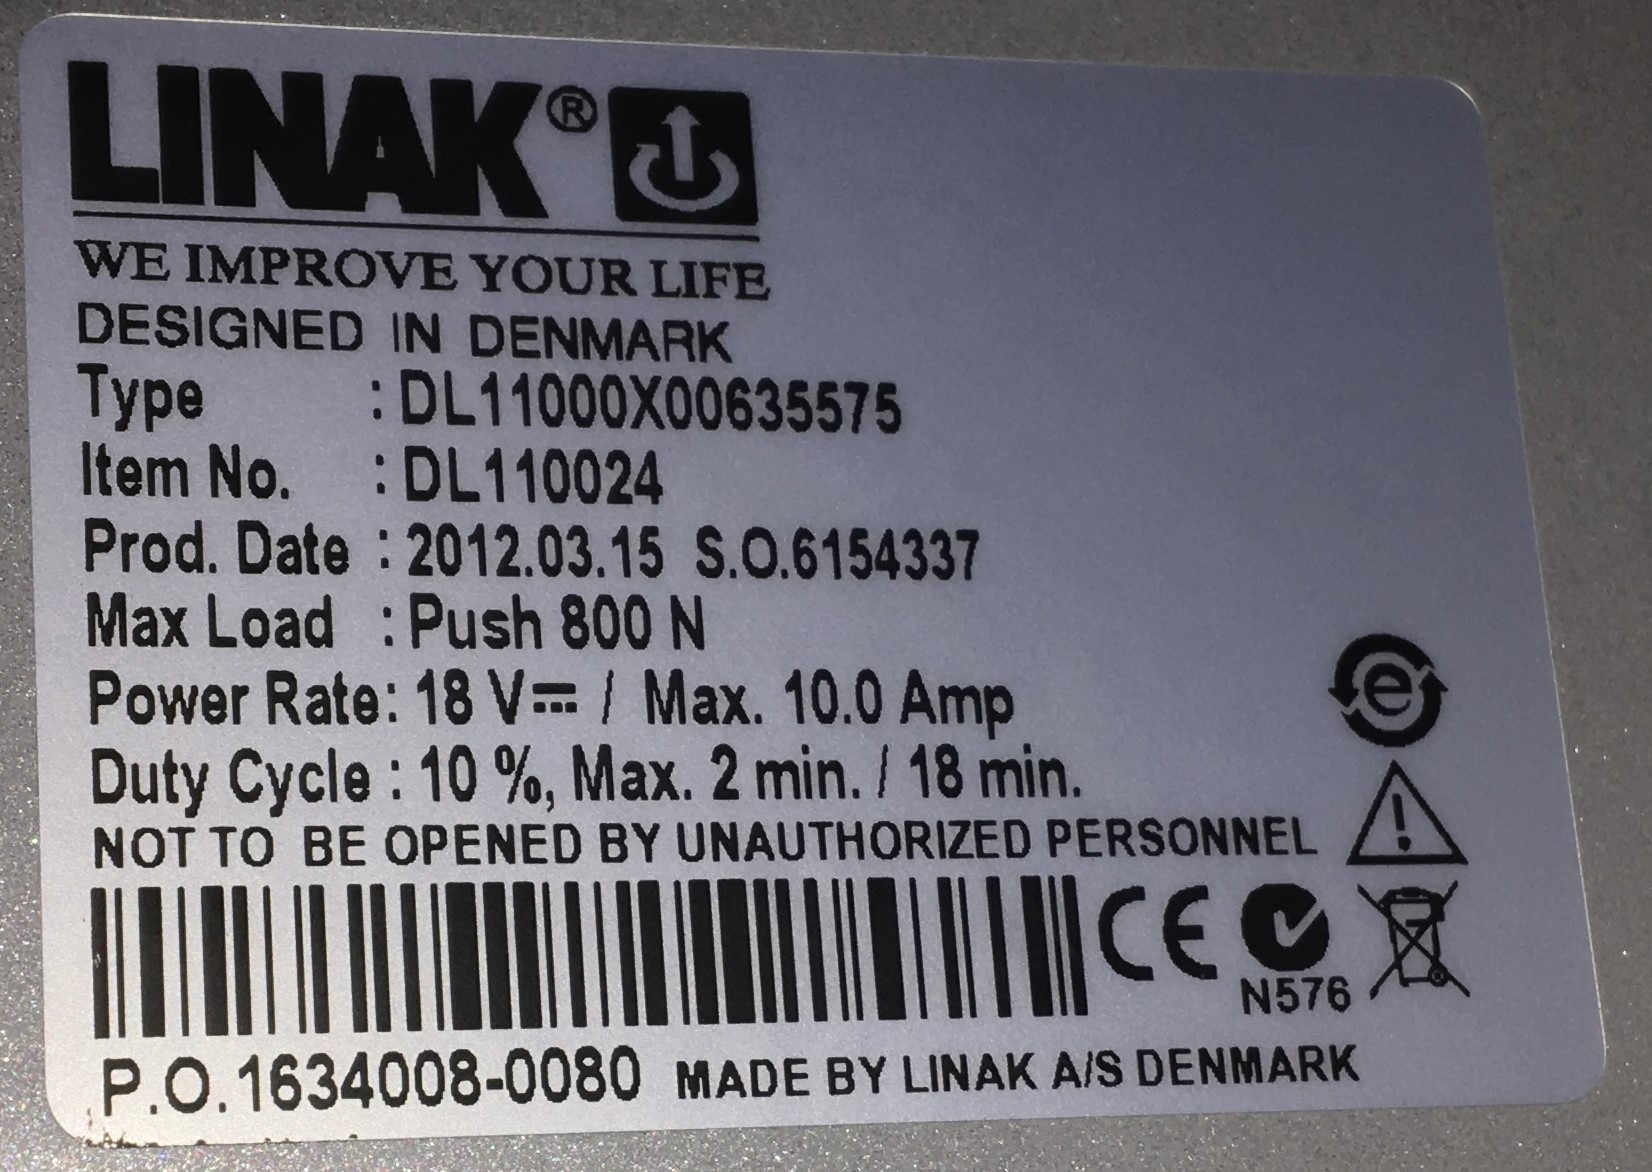 LINAK®
WE IMPROVE YOUR LIFE
DESIGNED IN DENMARK
Type : DL11000X00635575
Item No. : DL110024
Prod. Date : 2012.03.15 S.O.6154337
Max Load : Push 800 N
Power Rate: 18 V⎓ / Max. 10.0 Amp
e
Duty Cycle : 10 %, Max. 2 min. / 18 min.
NOT TO BE OPENED BY UNAUTHORIZED PERSONNEL
CE
N576
P.O.1634008-0080 MADE BY LINAK A/S DENMARK